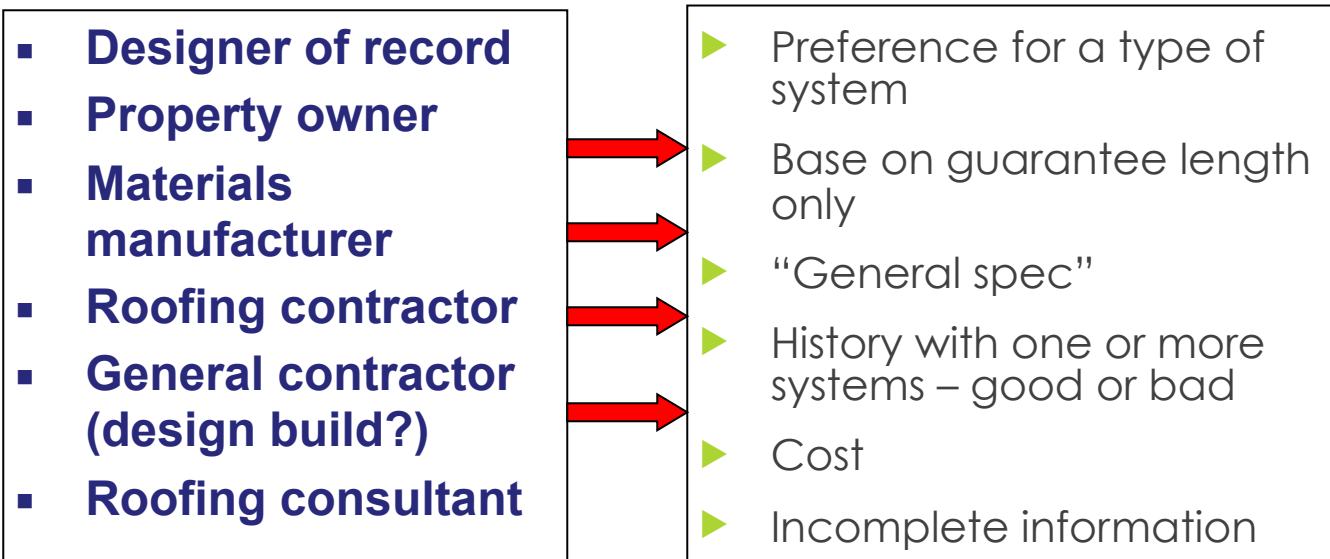 Designer of record
Property owner
Materials
manufacturer
Roofing contractor
General contractor
(design build?)
Roofing consultant
Preference for a type of
system
Base on guarantee length
only
“General spec”
History with one or more
systems – good or bad
Cost
Incomplete information